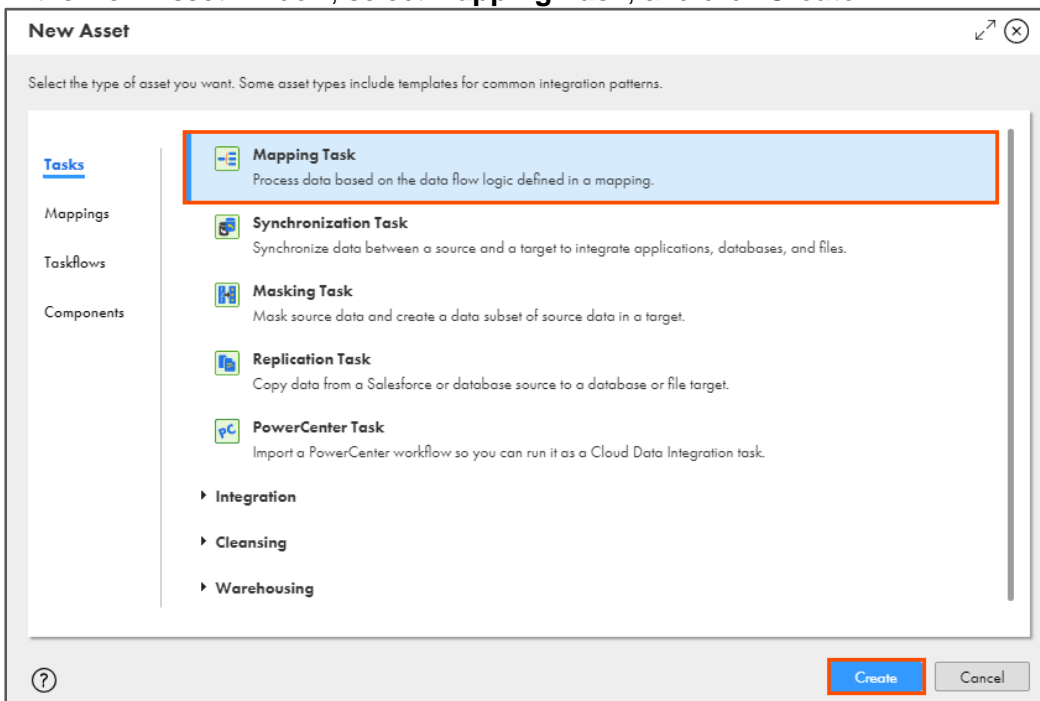 New Asset
Select the type of asset you want. Some asset types include templates for common integration patterns.
Tasks
Mappings
Taskflows
Components
Mapping Task
Process data based on the data flow logic defined in a mapping.
Synchronization Task
Synchronize data between a source and a target to integrate applications, databases, and files.
Masking Task
Mask source data and create a data subset of source data in a target.
Replication Task
Copy data from a Salesforce or database source to a database or file target.
PC
PowerCenter Task
Import a PowerCenter workflow so you can run it as a Cloud Data Integration task.
Integration
Cleansing
Warehousing
?
Create
Cancel